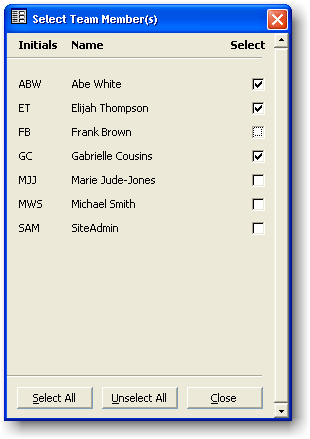 Select Team Member(s)
Initials Name Select
ABW Abe White
ET Elijah Thompson
FB Frank Brown
GC Gabrielle Cousins
MJJ Marie Jude-Jones
MWS Michael Smith
SAM SiteAdmin
Select All Unselect All Close